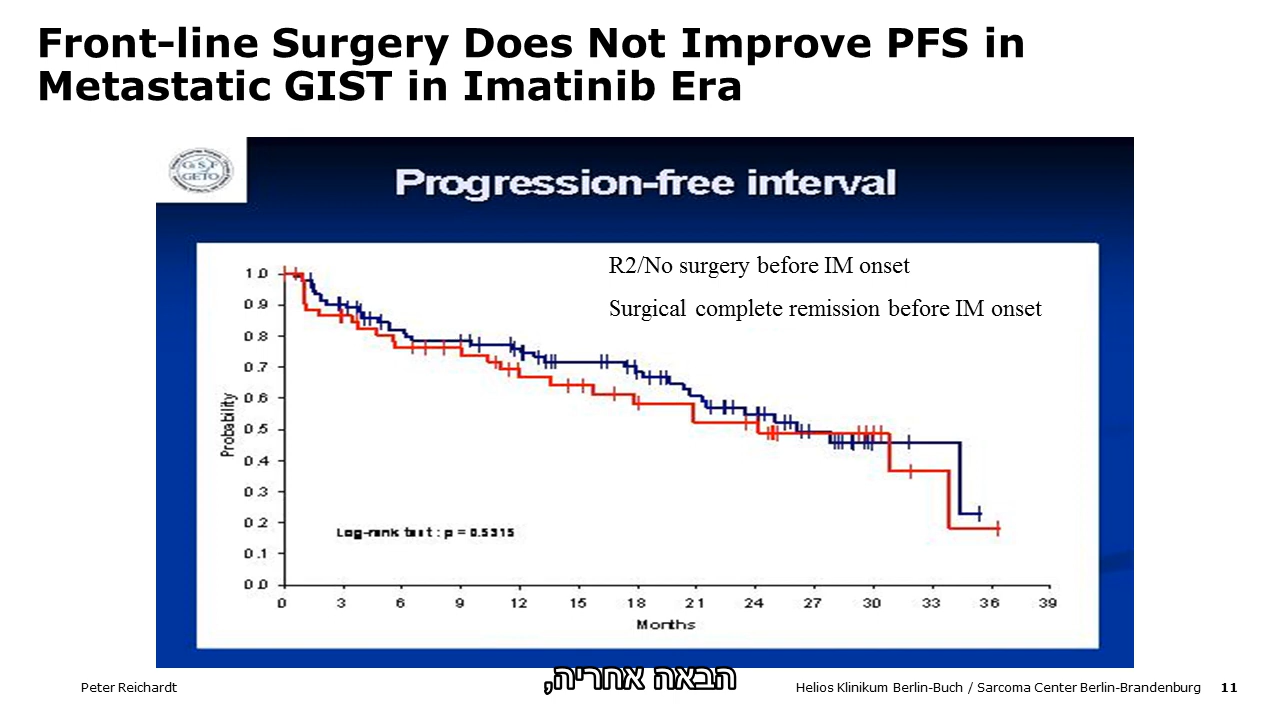 Front-line Surgery Does Not Improve PFS in
Metastatic GIST in Imatinib Era
GETO
Progression-free interval
R2/No surgery before IM onset
Surgical complete remission before IM onset
1.0
0.9
0.8
0.7
0.6
0.5
0.4
0.3
0.2
0.1
0.0
Probability
Log-rank test : p = 0.5315
0 3 6 9 12 15 18 21 24 27 30 33 36 39
Months
הבאה אחריה,
Peter Reichardt
Helios Klinikum Berlin-Buch / Sarcoma Center Berlin-Brandenburg 11